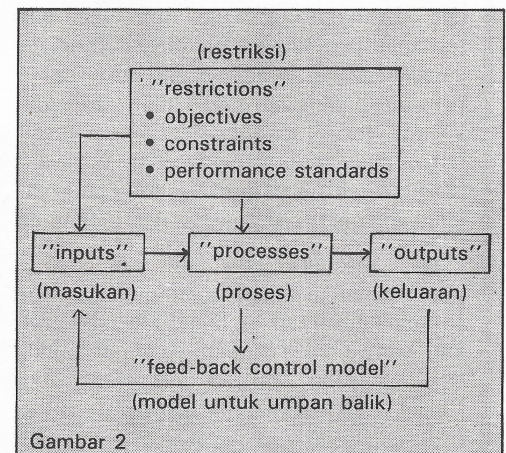 (restriksi)
''restrictions''
• objectives
• constraints
• performance standards
''inputs'' ''processes'' ''outputs''
(masukan) (proses) (keluaran)
''feed-back control model''
(model untuk umpan balik)
Gambar 2